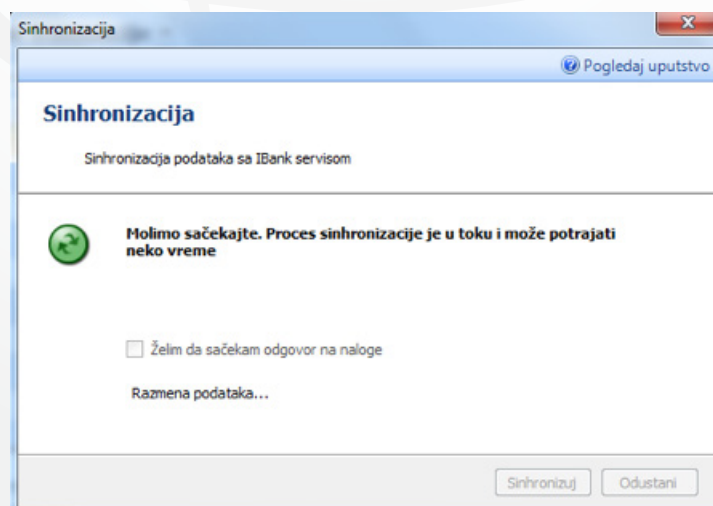 Sinhronizacija
Pogledaj uputstvo
Sinhronizacija
Sinhronizacija podataka sa IBank servisom
Molimo sačekajte. Proces sinhronizacije je u toku i može potrajati
neko vreme
Želim da sačekam odgovor na naloge
Razmena podataka...
Sinhronizuj
Odustani